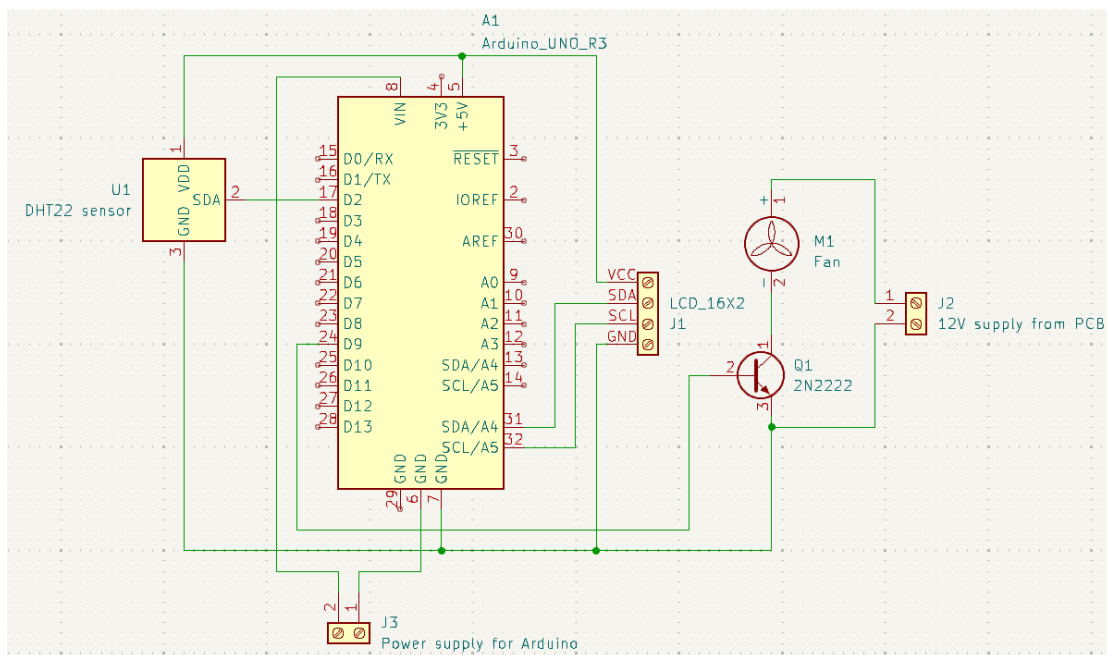 A1
Arduino_UNO_R3
8
4
5
VIN
3V3
+5V
1
VDD
U1
DHT22 sensor
SDA
2
GND
3
15 D0/RX
16 D1/TX
17 D2
18 D3
19 D4
20 D5
21 D6
22 D7
23 D8
24 D9
25 D10
26 D11
27 D12
28 D13
RESET 3
IOREF 2
AREF 30
A0 9
A1 10
A2 11
A3 12
SDA/A4 13
SCL/A5 14
SDA/A4 31
SCL/A5 32
GND
GND
GND
29
6
7
VCC
SDA
SCL
GND
LCD_16X2
J1
+
1
M1
Fan
-
2
1
2
Q1
2N2222
3
1
2
J2
12V supply from PCB
2
1
J3
Power supply for Arduino